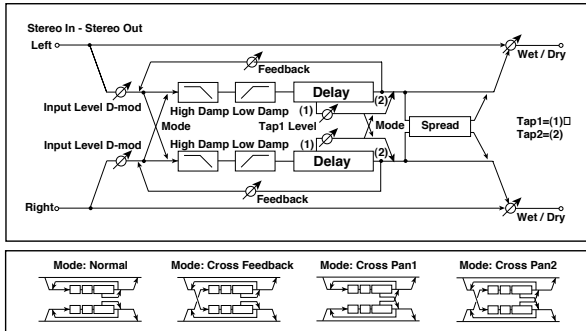 Stereo In - Stereo Out
Left
Wet / Dry
Feedback
Input Level D-mod
High Damp Low Damp
Delay
(1)
(2)
Mode
Tap1 Level
Mode
Spread
Tap1=(1)□
Tap2=(2)
Input Level D-mod
High Damp Low Damp
(1)
Delay
(2)
Feedback
Right
Wet / Dry
Mode: Normal
Mode: Cross Feedback
Mode: Cross Pan1
Mode: Cross Pan2